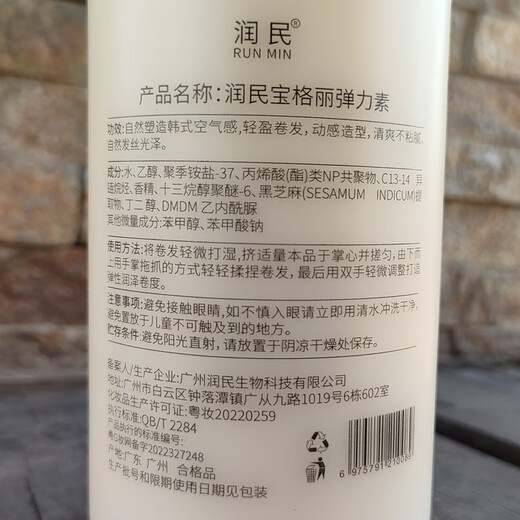 润民®
RUN MIN
产品名称：润民宝格丽弹力素
功效：自然塑造韩式空气感，轻盈卷发，动感造型，清爽不粘腻，
自然发丝光泽。
成分：水、乙醇、聚季铵盐-37、丙烯酸(酯)类NP共聚物、C13-14 异
链烷烃、香精、十三烷醇聚醚-6、黑芝麻(SESAMUM INDICUM)提
取物、丁二醇、DMDM 乙内酰脲
其他微量成分：苯甲醇、苯甲酸钠
使用方法：将卷发轻微打湿，挤适量本品于掌心并搓匀，由下而
上用手掌拖抓的方式轻轻揉捏卷发，最后用双手轻微调整打造
弹性润泽卷度。
注意事项：避免接触眼睛，如不慎入眼请立即用清水冲洗干净，
避免置放于儿童不可触及到的地方。
贮存条件：避免阳光直射，请放置于阴凉干燥处保存。
备案人/生产企业：广州润民生物科技有限公司
地址：广州市白云区钟落潭镇广从九路1019号6栋602室
化妆品生产许可证：粤妆20220259
执行标准：QB/T 2284
产品执行的标准编号：
粤G妆网备字2022327248
产地：广东 广州 合格品
生产批号和限期使用日期见包装